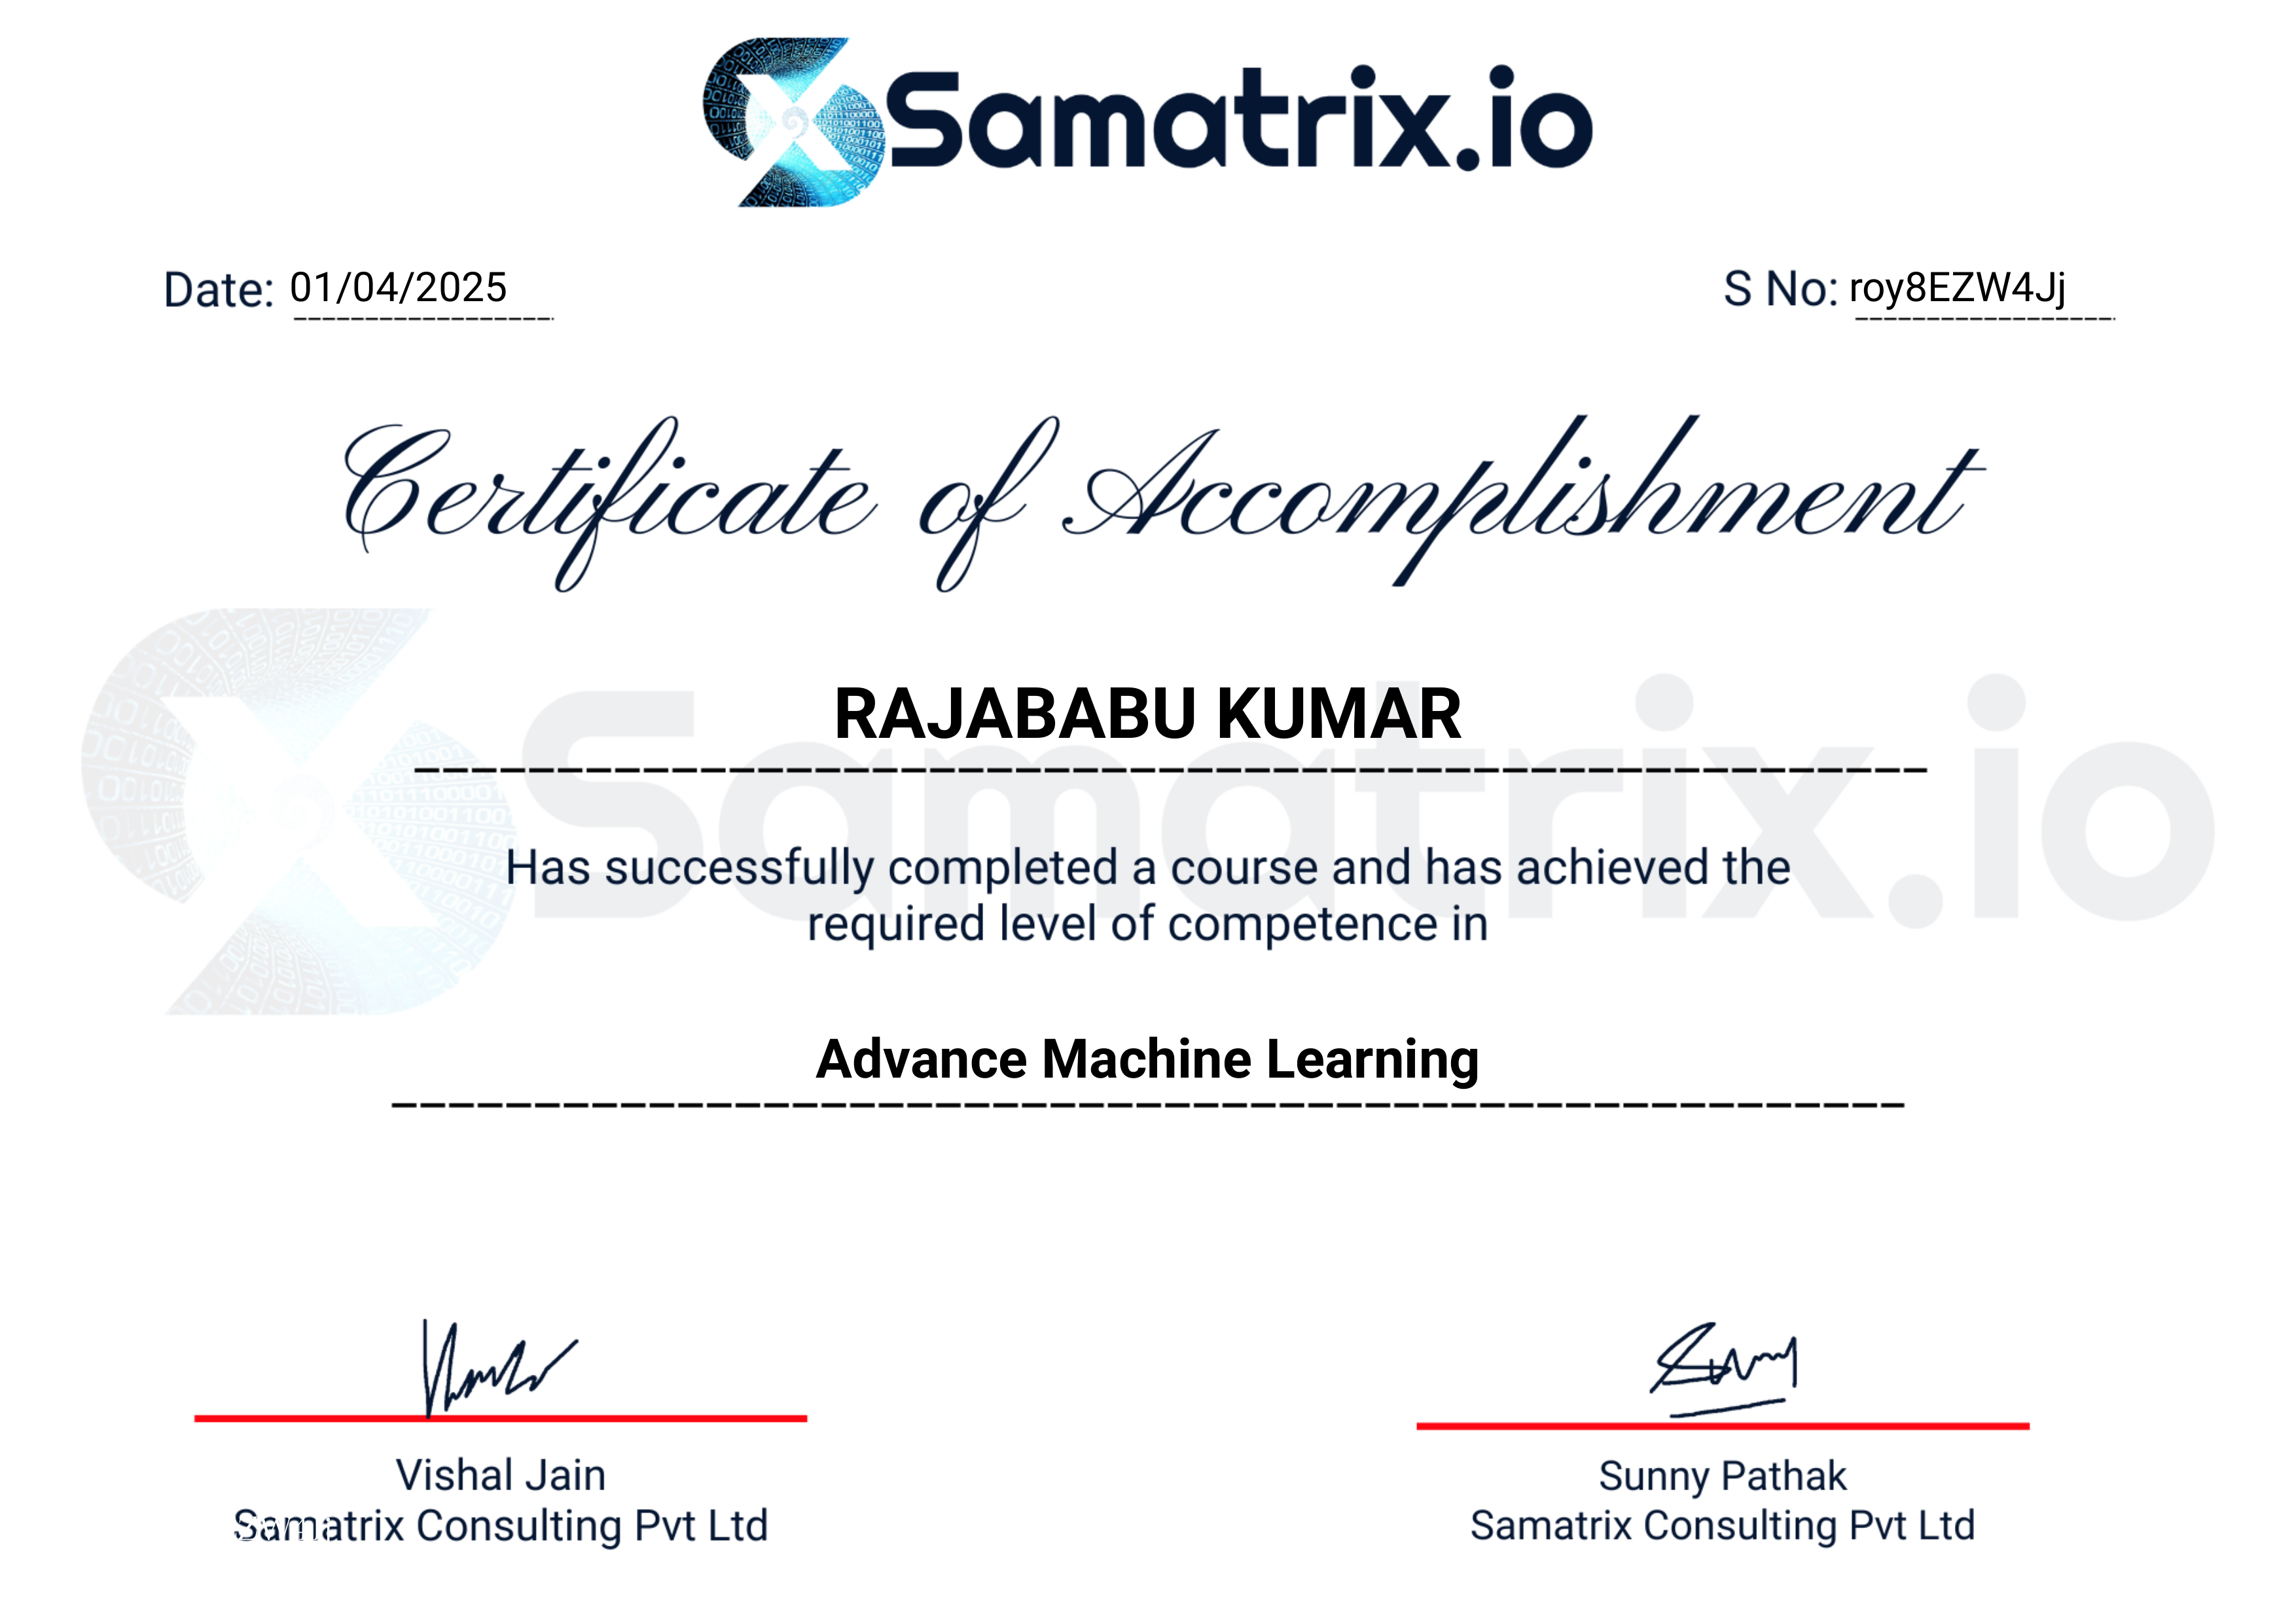 Samatrix.io
Date: 01/04/2025
S No: roy8EZW4Jj
Certificate of Accomplishment
Samatrix.io
RAJABABU KUMAR
Has successfully completed a course and has achieved the
required level of competence in
Advance Machine Learning
Vishal Jain
Samatrix Consulting Pvt Ltd
Sunny Pathak
Samatrix Consulting Pvt Ltd